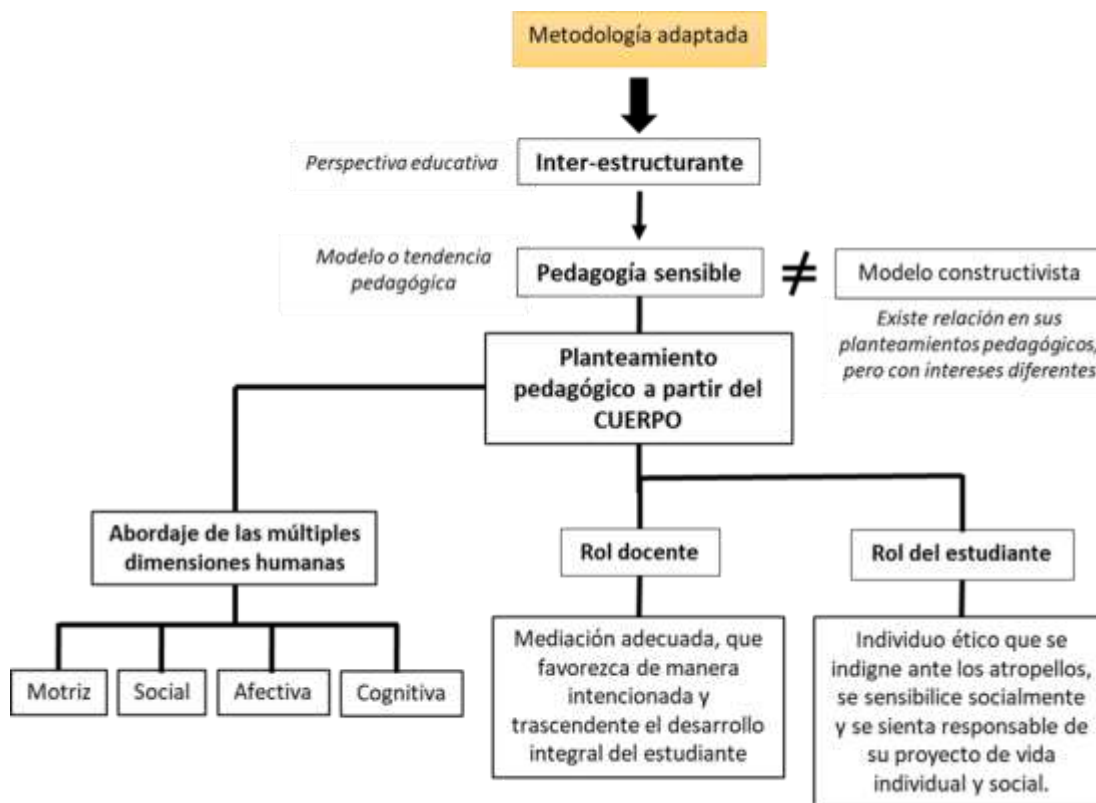 Metodología adaptada
Perspectiva educativa
Inter-estructurante
Modelo o tendencia
pedagógica
Pedagogía sensible
≠
Modelo constructivista
Existe relación en sus
planteamientos pedagógicos,
pero con intereses diferentes
Planteamiento
pedagógico a partir del
CUERPO
Abordaje de las múltiples
dimensiones humanas
Rol docente
Rol del estudiante
Motriz
Social
Afectiva
Cognitiva
Mediación adecuada, que
favorezca de manera
intencionada y
trascendente el desarrollo
integral del estudiante
Individuo ético que se
indigne ante los atropellos,
se sensibilice socialmente
y se sienta responsable de
su proyecto de vida
individual y social.